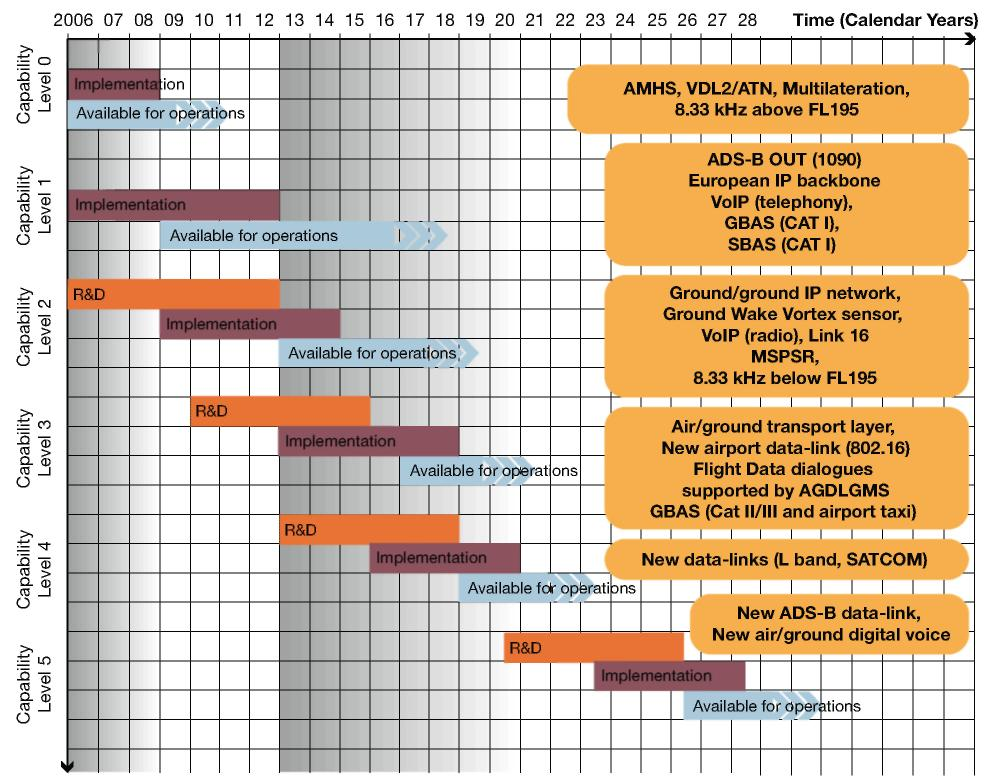 2006 07 08 09 10 11 12 13 14 15 16 17 18 19 20 21 22 23 24 25 26 27 28 Time (Calendar Years)
Capability
Level 0
Implementation
Available for operations
AMHS, VDL2/ATN, Multilateration,
8.33 kHz above FL195
Capability
Level 1
Implementation
Available for operations
ADS-B OUT (1090)
European IP backbone
VoIP (telephony),
GBAS (CAT I),
SBAS (CAT I)
Capability
Level 2
R&D
Implementation
Available for operations
Ground/ground IP network,
Ground Wake Vortex sensor,
VoIP (radio), Link 16
MSPSR,
8.33 kHz below FL195
Capability
Level 3
R&D
Implementation
Available for operations
Air/ground transport layer,
New airport data-link (802.16)
Flight Data dialogues
supported by AGDLGMS
GBAS (Cat II/III and airport taxi)
Capability
Level 4
R&D
Implementation
Available for operations
New data-links (L band, SATCOM)
Capability
Level 5
R&D
Implementation
Available for operations
New ADS-B data-link,
New air/ground digital voice